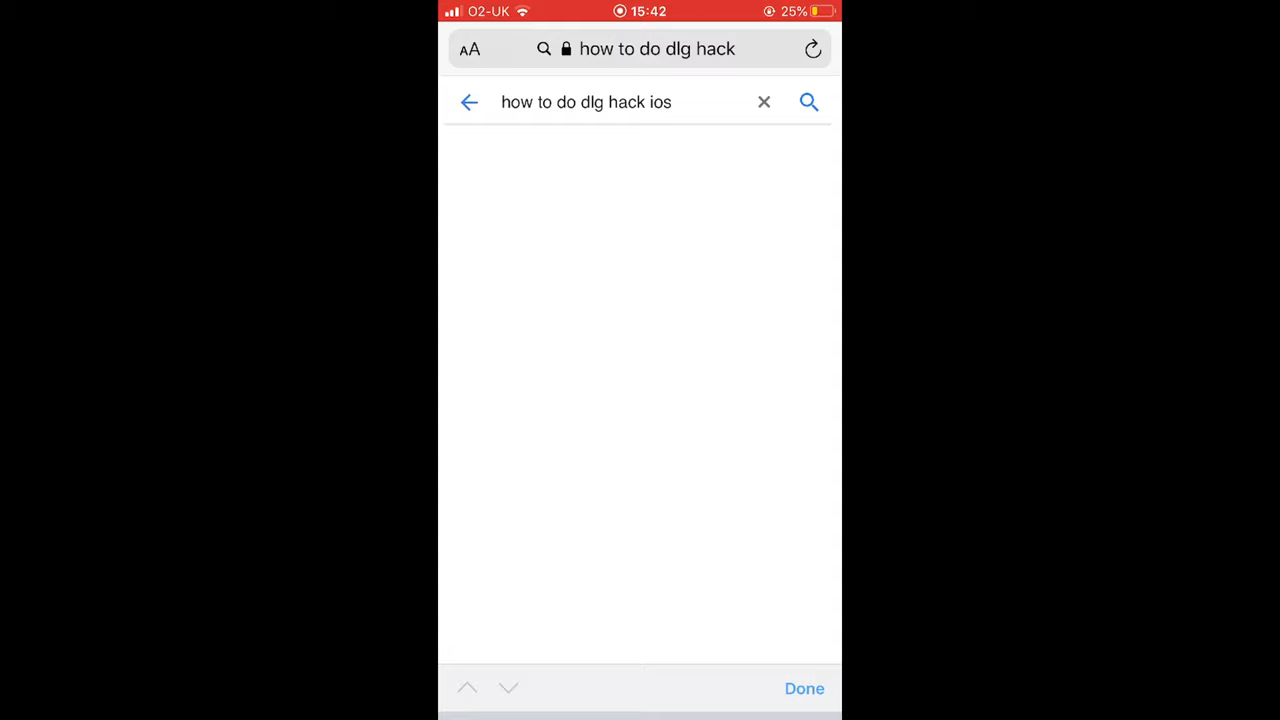 O2-UK 15:42 25%
AA how to do dlg hack
how to do dlg hack ios
Done